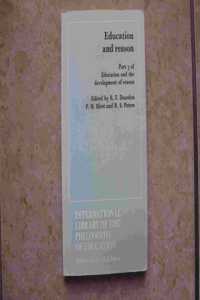 Education
and reason
Part 3 of
Education and the
development of reason
Edited by R. F. Dearden
P. H. Hirst and R. S. Peters
INTERNATIONAL
LIBRARY OF THE
PHILOSOPHY
OF EDUCATION